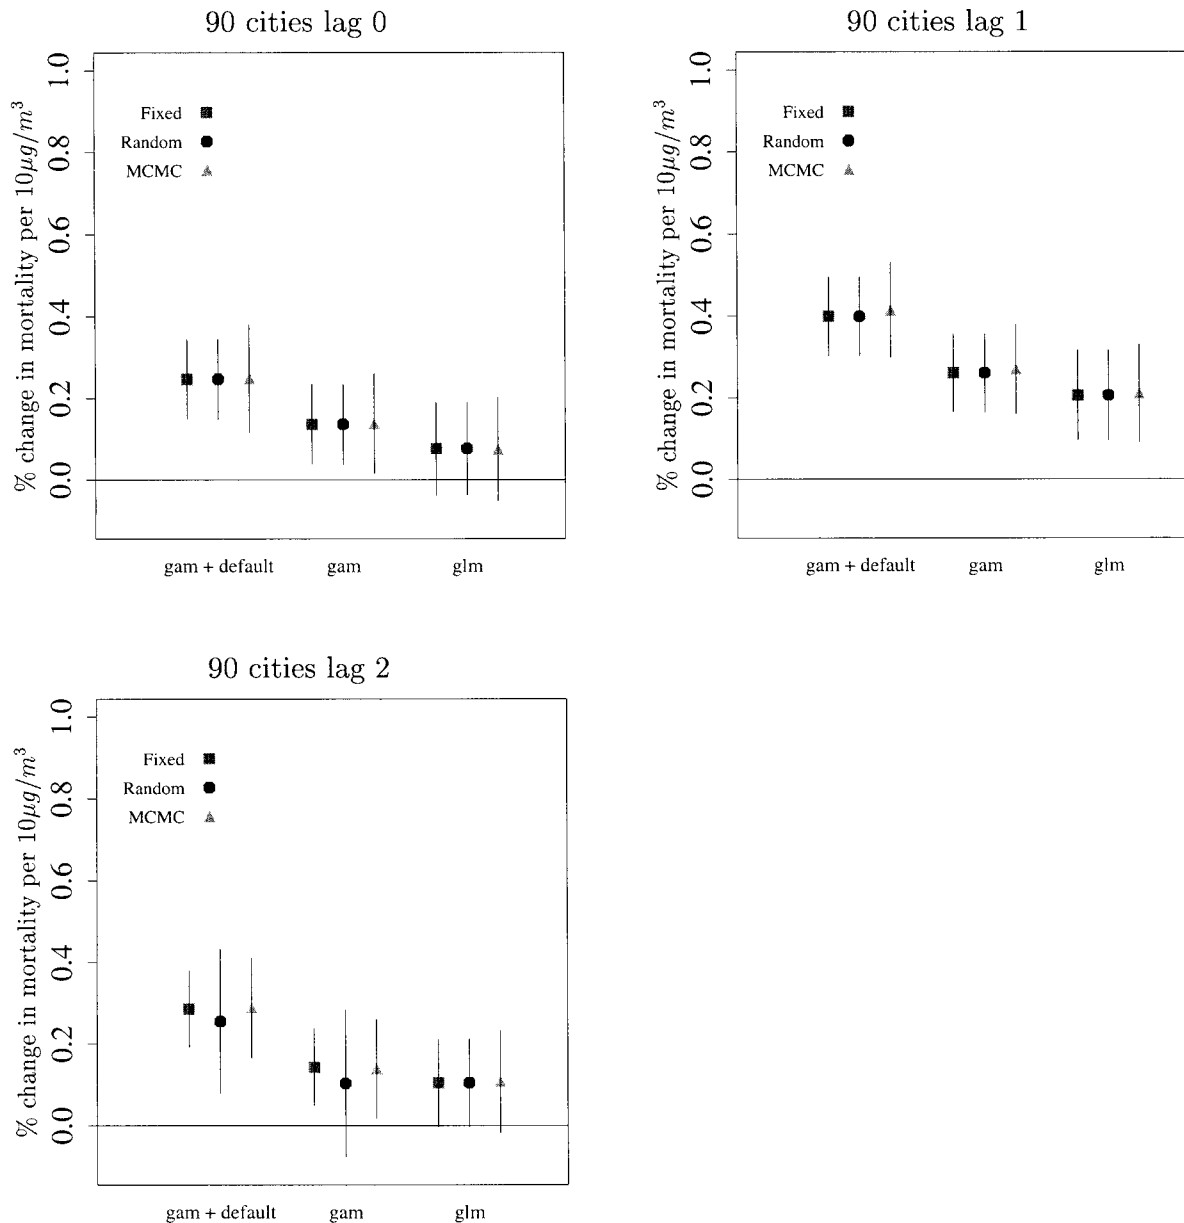 90 cities lag 0
% change in mortality per 10μg/m³
1.0
0.8
0.6
0.4
0.2
0.0
Fixed
Random
MCMC
gam + default gam glm
90 cities lag 1
% change in mortality per 10μg/m³
1.0
0.8
0.6
0.4
0.2
0.0
Fixed
Random
MCMC
gam + default gam glm
90 cities lag 2
% change in mortality per 10μg/m³
1.0
0.8
0.6
0.4
0.2
0.0
Fixed
Random
MCMC
gam + default gam glm